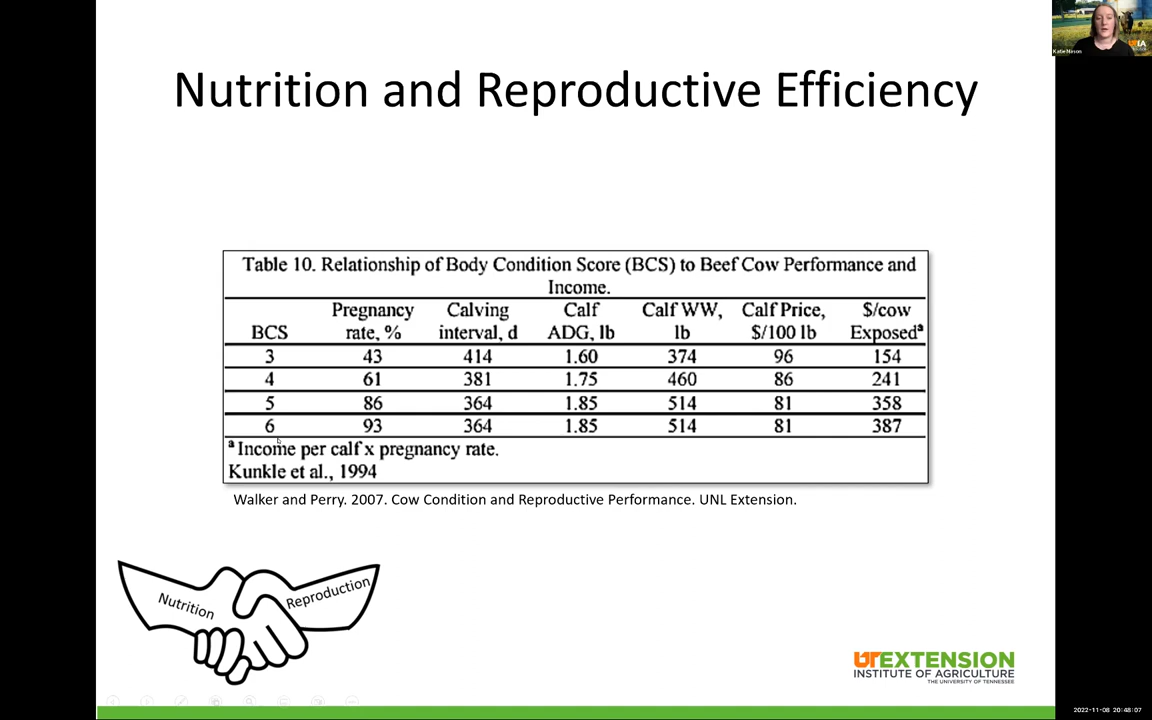 Katie Mason
Nutrition and Reproductive Efficiency
Table 10. Relationship of Body Condition Score (BCS) to Beef Cow Performance and
Income.
BCS Pregnancy rate, % Calving interval, d Calf ADG, lb Calf WW, lb Calf Price, $/100 lb $/cow Exposedª
3 43 414 1.60 374 96 154
4 61 381 1.75 460 86 241
5 86 364 1.85 514 81 358
6 93 364 1.85 514 81 387
ª Income per calf x pregnancy rate.
Kunkle et al., 1994
Walker and Perry. 2007. Cow Condition and Reproductive Performance. UNL Extension.
Nutrition
Reproduction
UTEXTENSION
INSTITUTE OF AGRICULTURE
THE UNIVERSITY OF TENNESSEE
2022-11-08 20:48:07